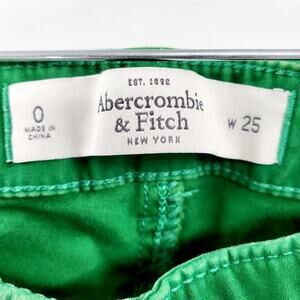 EST. 1892
0
MADE IN
CHINA
Abercrombie
& Fitch
NEW YORK
W 25